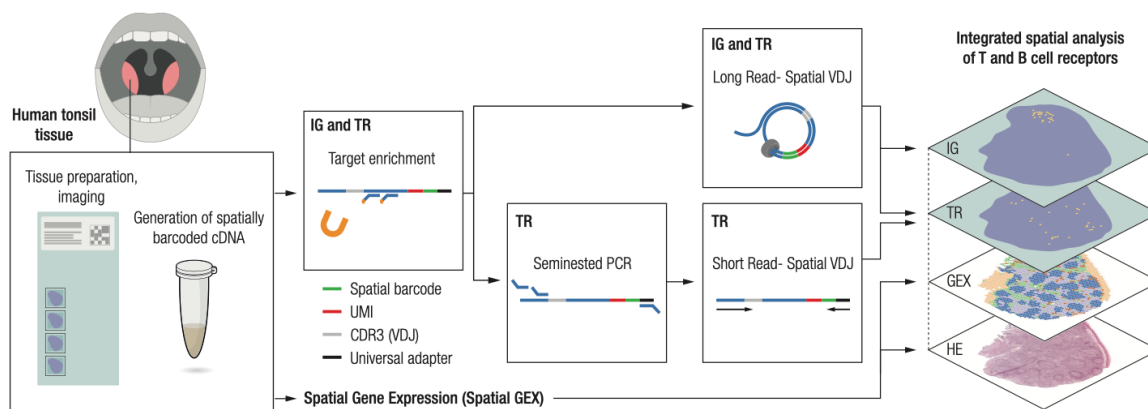 Human tonsil
tissue
Tissue preparation,
imaging
Generation of spatially
barcoded cDNA
IG and TR
Target enrichment
Spatial barcode
UMI
CDR3 (VDJ)
Universal adapter
Spatial Gene Expression (Spatial GEX)
TR
Seminested PCR
IG and TR
Long Read- Spatial VDJ
TR
Short Read- Spatial VDJ
Integrated spatial analysis
of T and B cell receptors
IG
TR
GEX
HE